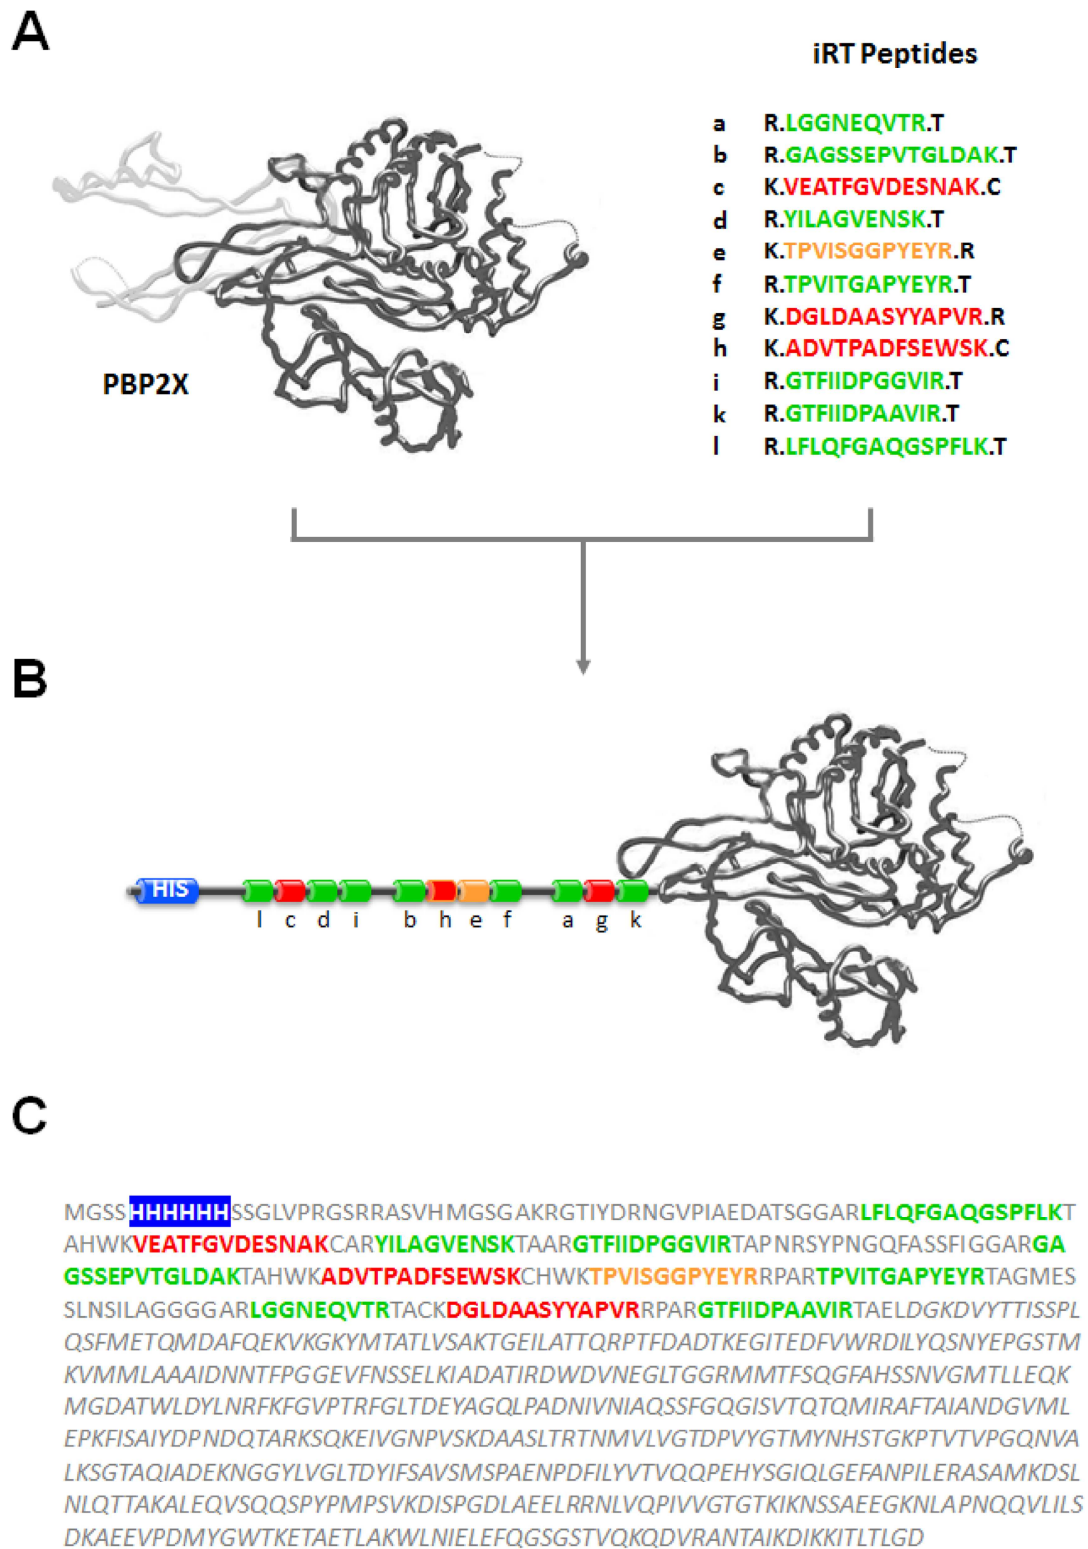 A
iRT Peptides
a R.LGGNEQVTR.T
b R.GAGSSEPVTGLDAK.T
c K.VEATFGVDESNAK.C
d R.YILAGVENSK.T
e K.TPVISGGPYEYR.R
f R.TPVITGAPYEYR.T
g K.DGLDAASYYAPVR.R
h K.ADVTPADFSEWSK.C
i R.GTFIIDPGGVIR.T
k R.GTFIIDPAAVIR.T
l R.LFLQFGAQGSPFLK.T
PBP2X
B
HIS
l c d i b h e f a g k
C
MGSSHHHHHHSSGLVPRGSRRASVHMGSGAKRGTIYDRNGVPIAEDATSGGARLFLQFGAQGSPFLKT
AHWKVEATFGVDESNAKCARYILAGVENSKTAARGTFIIDPGGVIRTAPNRSYPNGQFASSFIGGARGA
GSSEPVTGLDAKTAHWKADVTPADFSEWSKCHWKTPVISGGPYEYRRPARTPVITGAPYEYRTAGMES
SLNSILAGGGGARLGGNEQVTRTACKDGLDAASYYAPVRRPARGTFIIDPAAVIRTAELDGKDVYTTISSPL
QSFMETQMDAFQEKVKGKYMTATLVSAKTGEILATTQRPTFDADTKEGITEDFVWRDILYQSNYEPGSTM
KVMMLAAAIDNNTFPGGEVFNSSELKIADATIRDWDVNEGLTGGRMMTFSQGFAHSSNVGMTLLEQK
MGDATWLDYLNRFKFGVPTRFGLTDEYAGQLPADNIVNIAQSSFGQGISVTQTQMIRAFTAIANDGVML
EPKFISAIYDPNDQTARKSQKEIVGNPVSKDAASLTRTNMVLVGTDPVYGTMYNHSTGKPTVTVPGQNVA
LKSGTAQIADEKNGGYLVGLTDYIFSAVSMSPAENPDFILYVTVQQPEHYSGIQLGEFANPILERASAMKDSL
NLQTTAKALEQVSQQSPYPMPSVKDISPGDLAEELRRNLVQPIVVGTGTKIKNSSAEEGKNLAPNQQVLILS
DKAEEVPDMYGWTKETAETLAKWLNIELEFQGSGSTVQKQDVRANTAIKDIKKITLTLGD